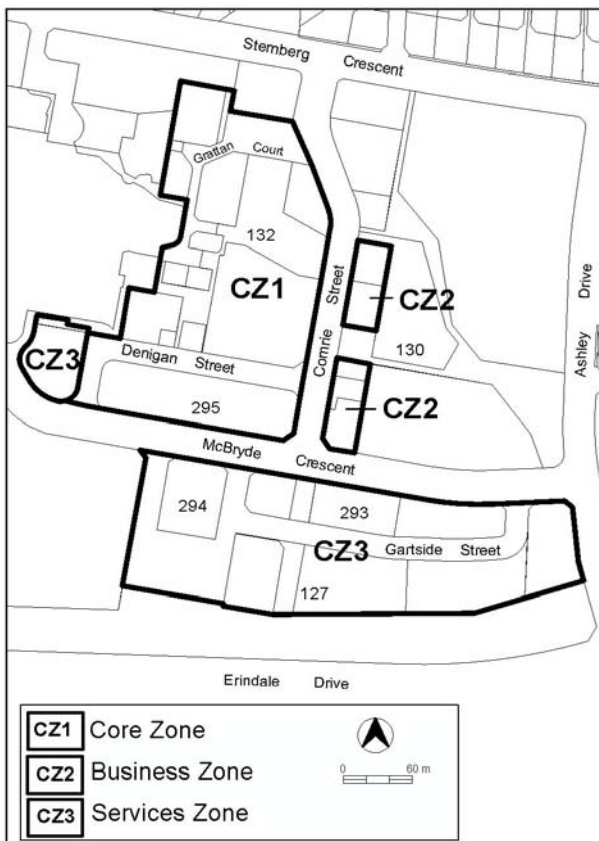 Sternberg Crescent
Grattan Court
132
CZ1
Comrie Street
CZ2
Ashley Drive
130
CZ3
Denigan Street
CZ2
295
McBryde Crescent
294
293
CZ3
Gartside Street
127
Erindale Drive
CZ1 Core Zone
CZ2 Business Zone
CZ3 Services Zone
0 60 m